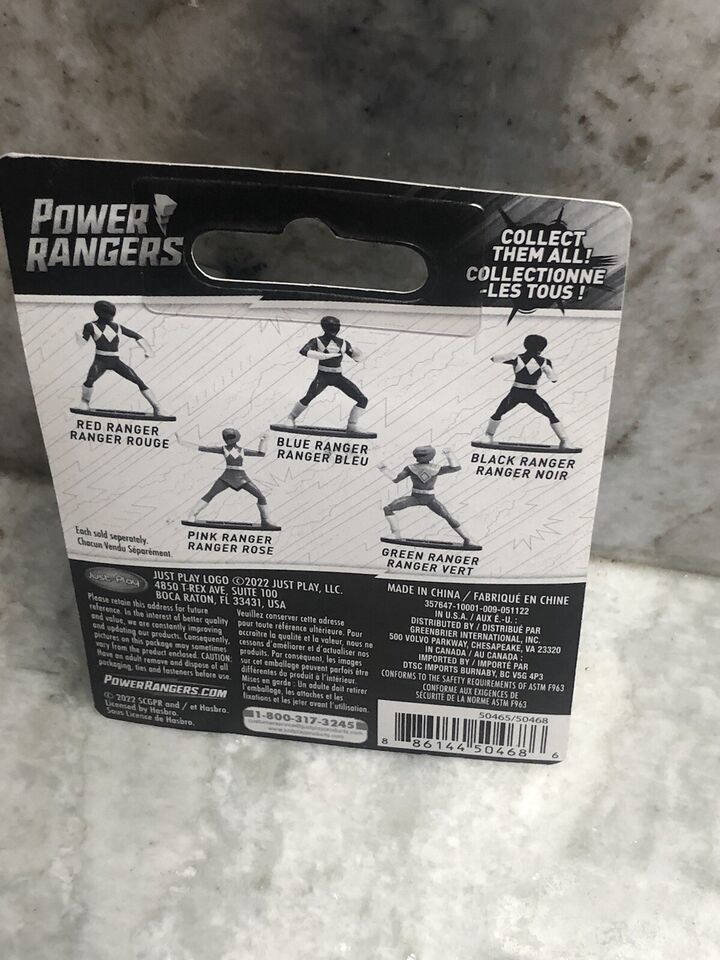 POWER
RANGERS
COLLECT
THEM ALL!
COLLECTIONNE
-LES TOUS !
RED RANGER
RANGER ROUGE
BLUE RANGER
RANGER BLEU
BLACK RANGER
RANGER NOIR
PINK RANGER
RANGER ROSE
GREEN RANGER
RANGER VERT
Each sold seperately.
Chacun Vendu Séparément.
Just Play
JUST PLAY LOGO ©2022 JUST PLAY, LLC.
4850 T-REX AVE, SUITE 100
BOCA RATON, FL 33431, USA
Please retain this address for future
reference. In the interest of better quality
and value, we are constantly improving
and updating our products. Consequently,
pictures on this package may sometimes
vary from the product enclosed. CAUTION:
Have an adult remove and dispose of all
packaging, ties and fasteners before use.
Veuillez conserver cette adresse
pour toute référence ultérieure. Pour
accroître la qualité et la valeur, nous ne
cessons d'améliorer et d'actualiser nos
produits. Par conséquent, les images
sur cet emballage peuvent parfois être
différentes du produit à l'intérieur.
Mises en garde : Un adulte doit retirer
l'emballage, les attaches et les
fixations et les jeter avant l'utilisation.
POWERRANGERS.COM
© 2022 SCGPR and / et Hasbro.
Licensed by Hasbro.
Sous Licence de Hasbro.
1-800-317-3245
MADE IN CHINA / FABRIQUÉ EN CHINE
357647-10001-009-051122
IN U.S.A. / AUX É.-U. :
DISTRIBUTED BY / DISTRIBUÉ PAR
GREENBRIER INTERNATIONAL, INC.
500 VOLVO PARKWAY, CHESAPEAKE, VA 23320
IN CANADA / AU CANADA :
IMPORTED BY / IMPORTÉ PAR
DTSC IMPORTS BURNABY, BC V5G 4P3
CONFORMS TO THE SAFETY REQUIREMENTS OF ASTM F963
CONFORME AUX EXIGENCES DE
SÉCURITÉ DE LA NORME ASTM F963
50465/50468
8 86144 50468 6